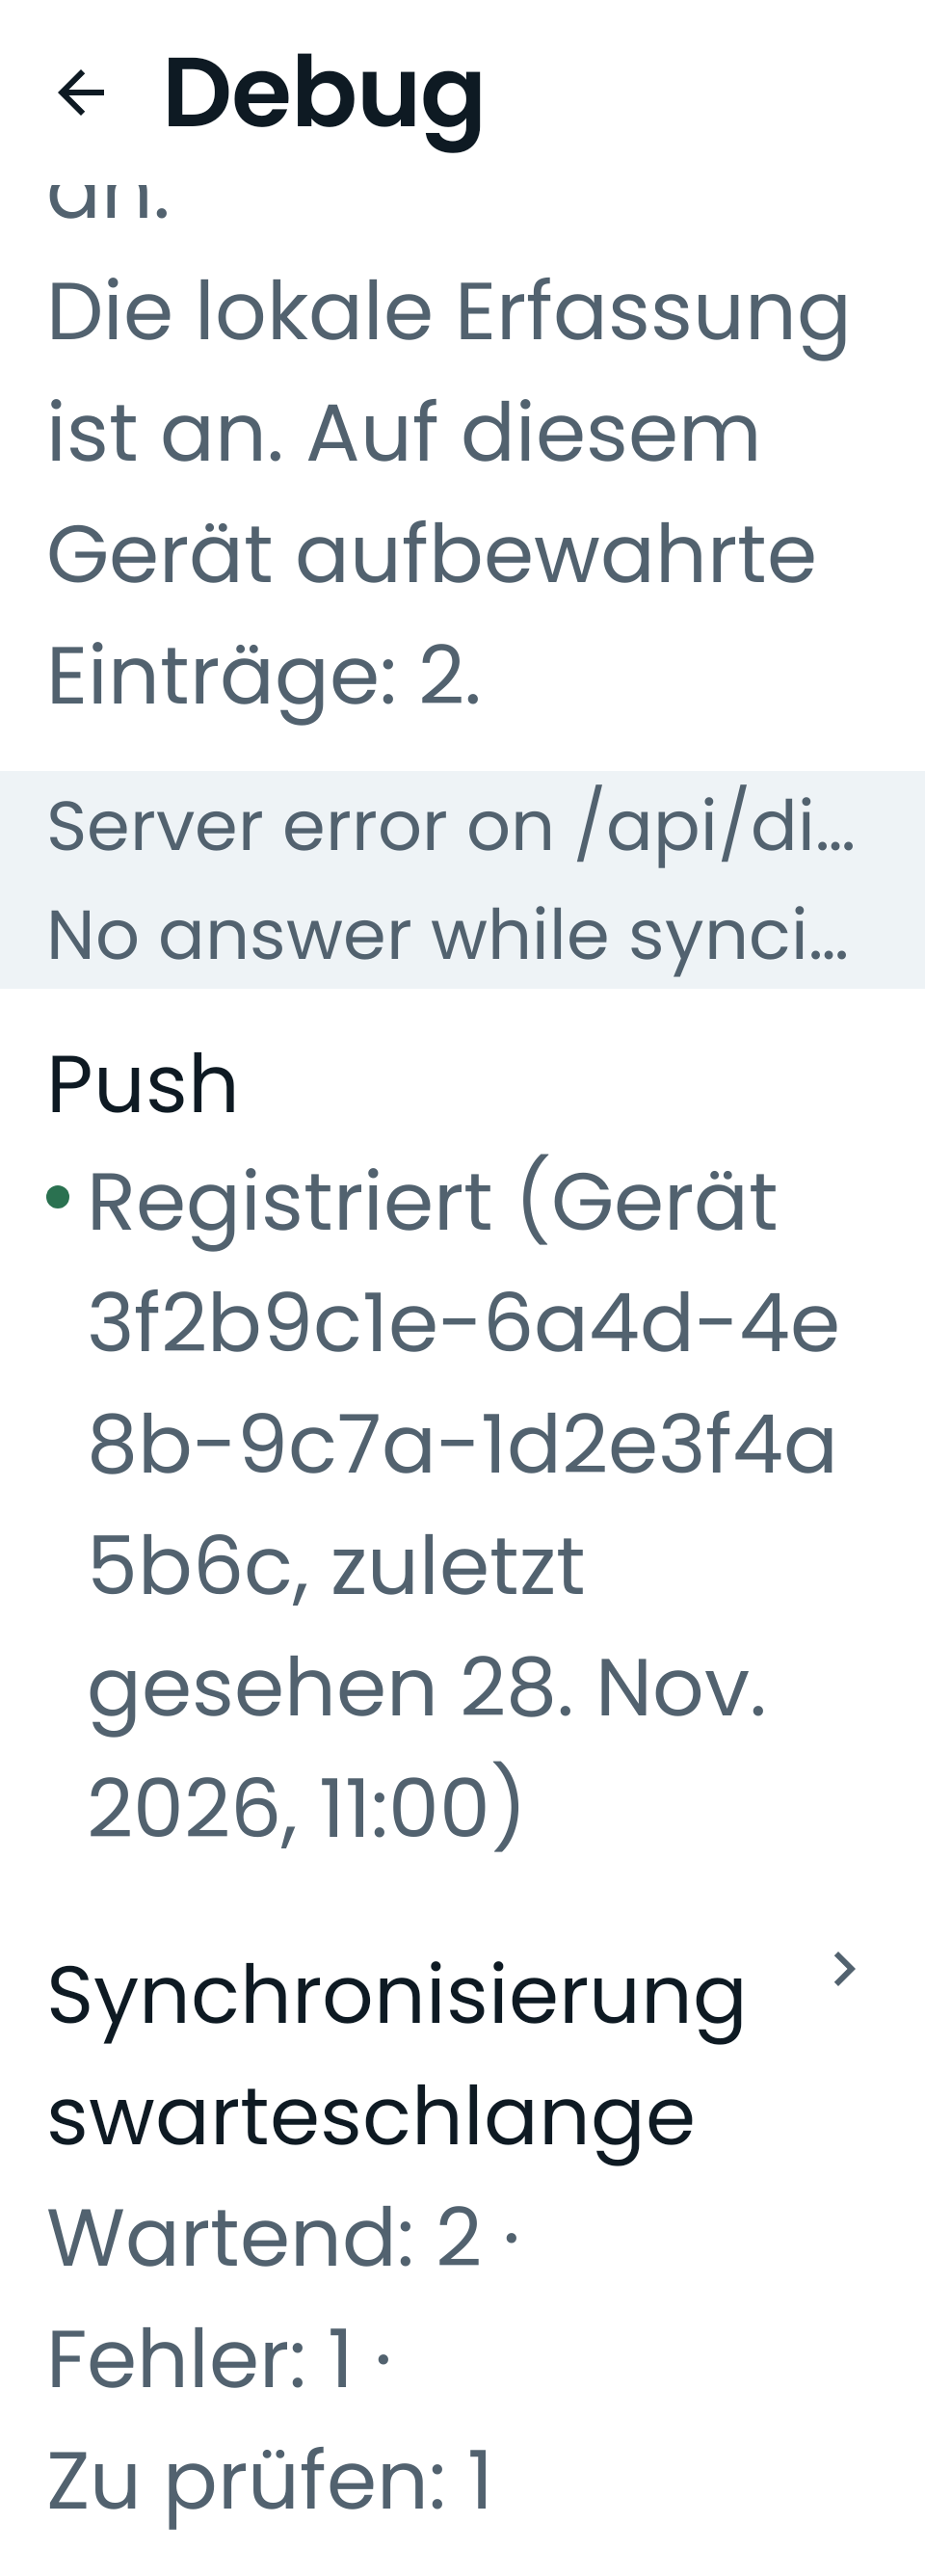 Debug
an.
Die lokale Erfassung
ist an. Auf diesem
Gerät aufbewahrte
Einträge: 2.
Server error on /api/di…
No answer while synci…
Push
Registriert (Gerät
3f2b9c1e-6a4d-4e
8b-9c7a-1d2e3f4a
5b6c, zuletzt
gesehen 28. Nov.
2026, 11:00)
Synchronisierung
swarteschlange
Wartend: 2 ·
Fehler: 1 ·
Zu prüfen: 1